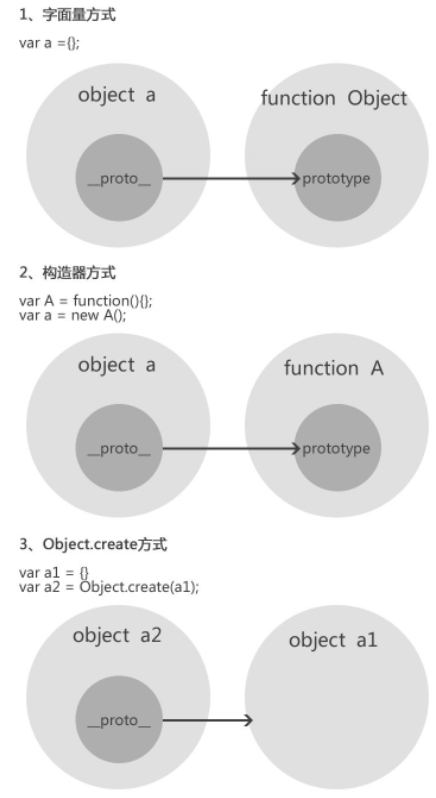 1、字面量方式
var a ={};
object a
function Object
__proto__
prototype
2、构造器方式
var A = function(){};
var a = new A();
object a
function A
__proto__
prototype
3、Object.create方式
var a1 = {}
var a2 = Object.create(a1);
object a2
object a1
__proto__